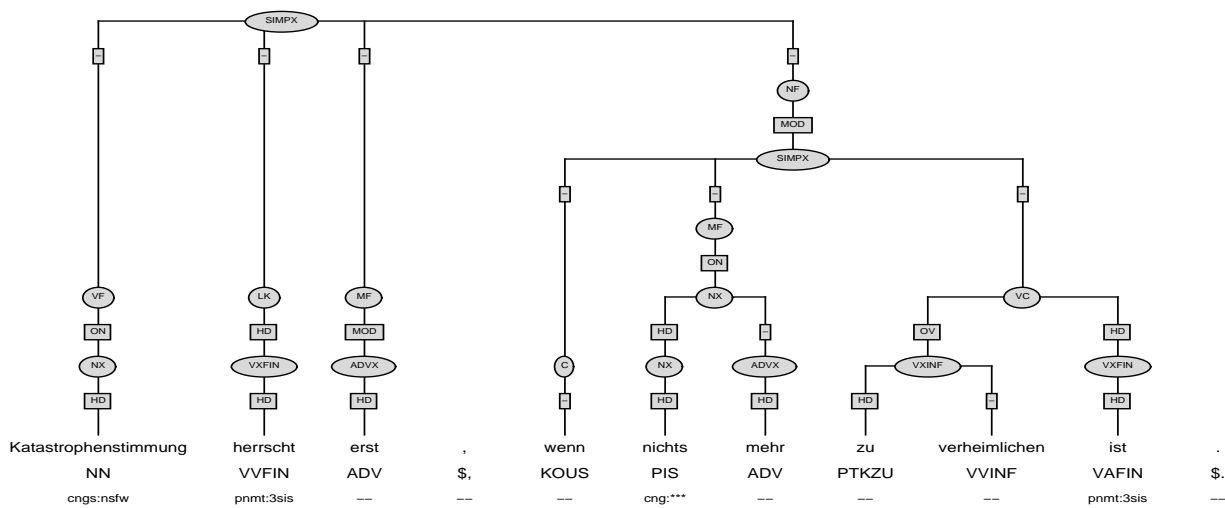 SIMPX
– – – –
NF
MOD
SIMPX
– – –
MF
ON
VF LK MF NX VC
ON HD MOD HD – OV HD
NX VXFIN ADVX C NX ADVX VXINF VXFIN
HD HD HD – HD HD HD – HD
Katastrophenstimmung herrscht erst , wenn nichts mehr zu verheimlichen ist .
NN VVFIN ADV $, KOUS PIS ADV PTKZU VVINF VAFIN $.
cngs:nsfw pnmt:3sis –– –– –– cng:*** –– –– –– pnmt:3sis ––